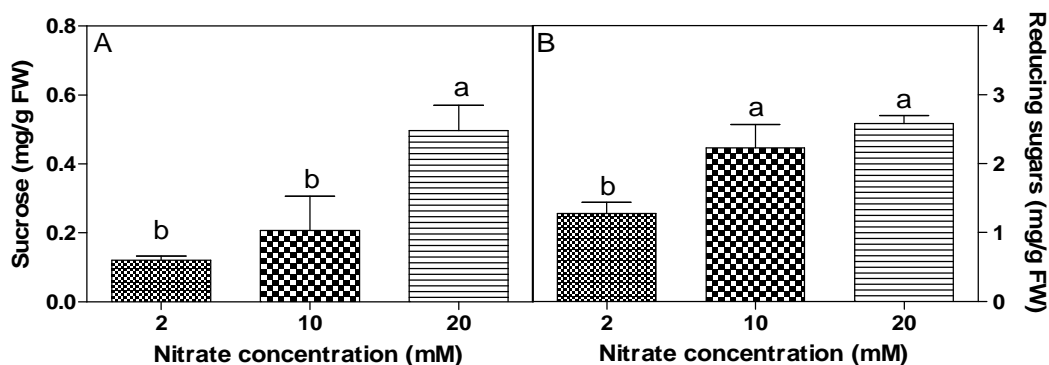 A
B
Sucrose (mg/g FW)
0.8
0.6
0.4
0.2
0.0
b
b
a
2
10
20
Nitrate concentration (mM)
b
a
a
2
10
20
Nitrate concentration (mM)
4
3
2
1
0
Reducing sugars (mg/g FW)